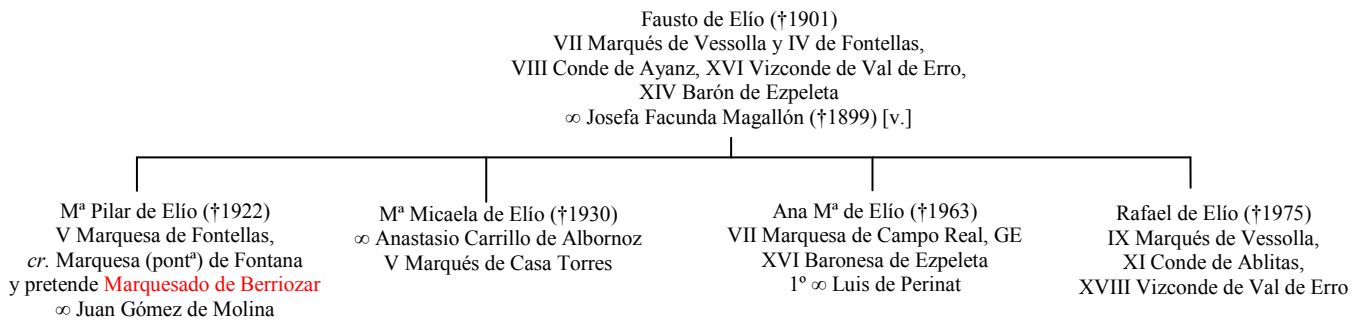 Fausto de Elío (†1901)
VII Marqués de Vessolla y IV de Fontellas,
VIII Conde de Ayanz, XVI Vizconde de Val de Erro,
XIV Barón de Ezpeleta
∞ Josefa Facunda Magallón (†1899) [v.]
Mª Pilar de Elío (†1922)
V Marquesa de Fontellas,
cr. Marquesa (pontª) de Fontana
y pretende Marquesado de Berriozar
∞ Juan Gómez de Molina
Mª Micaela de Elío (†1930)
∞ Anastasio Carrillo de Albornoz
V Marqués de Casa Torres
Ana Mª de Elío (†1963)
VII Marquesa de Campo Real, GE
XVI Baronesa de Ezpeleta
1º ∞ Luis de Perinat
Rafael de Elío (†1975)
IX Marqués de Vessolla,
XI Conde de Ablitas,
XVIII Vizconde de Val de Erro